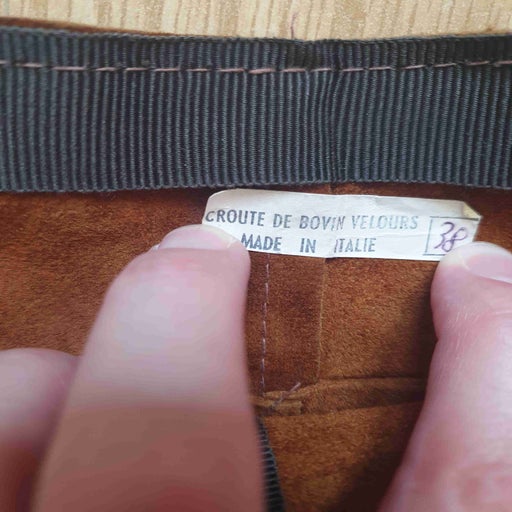 CROUTE DE BOVIN VELOURS
MADE IN ITALIE 38